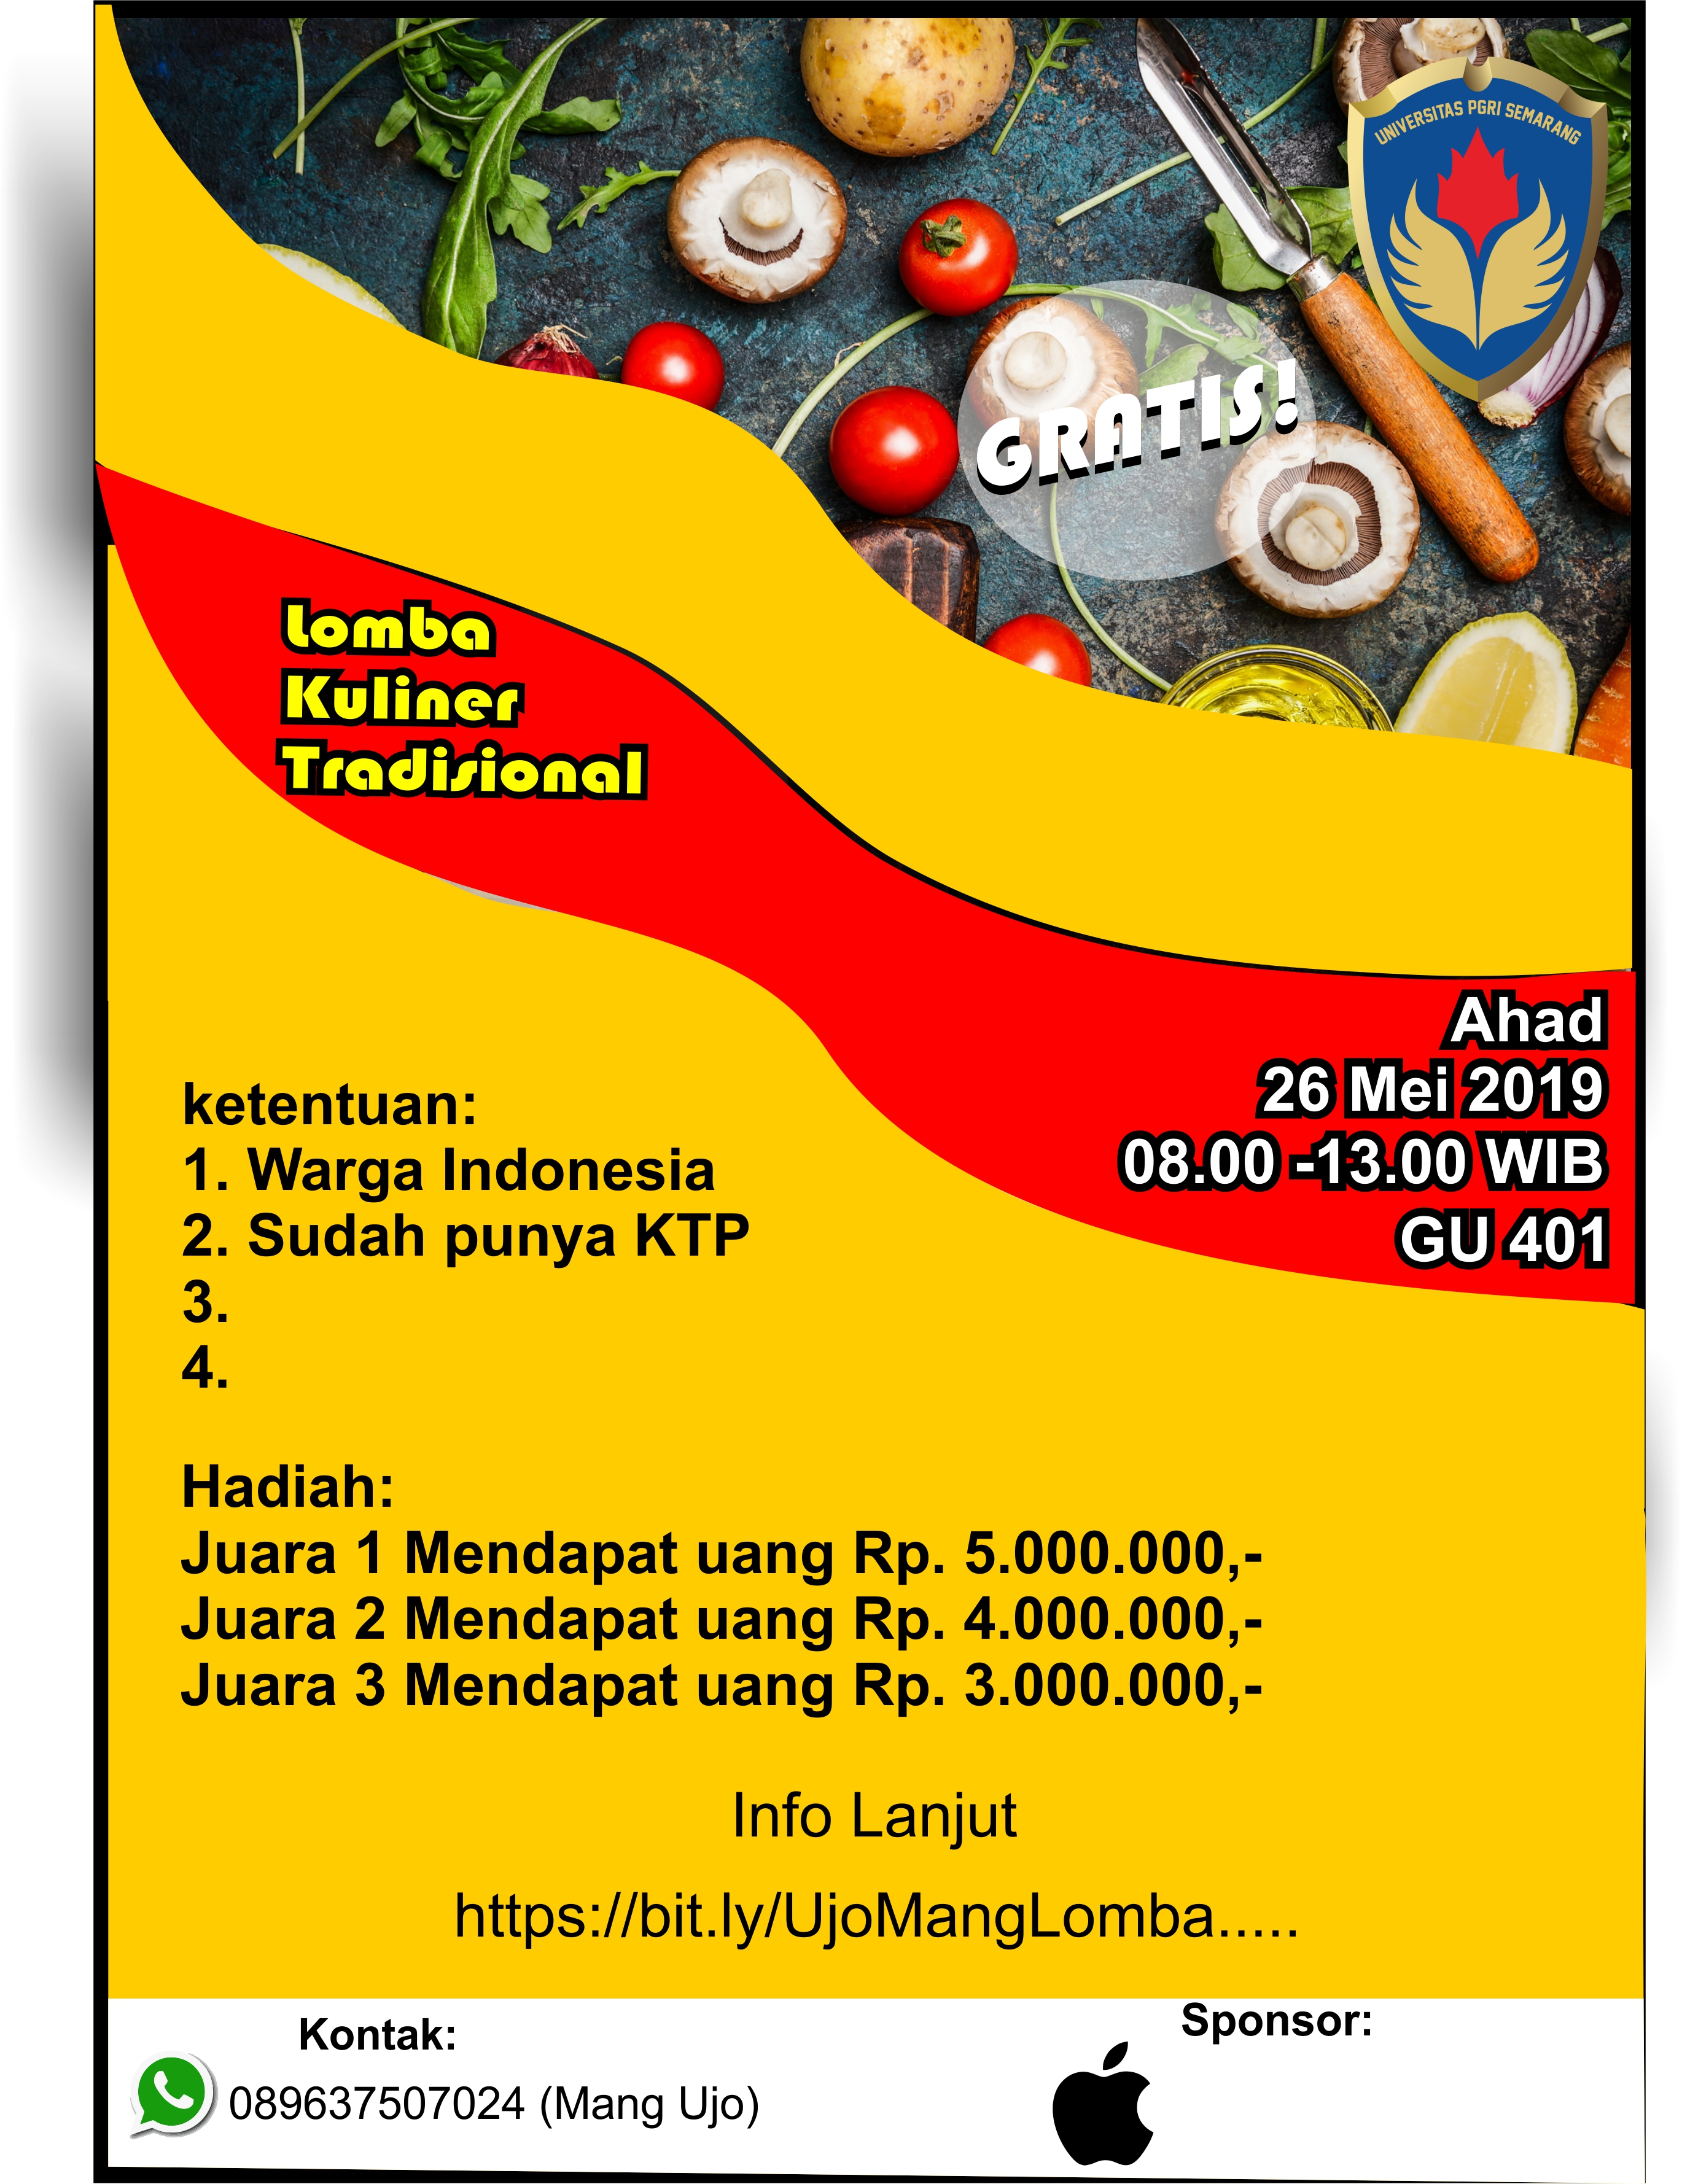 UNIVERSITAS PGRI SEMARANG
GRATIS!
Lomba
Kuliner
Tradisional
Ahad
26 Mei 2019
08.00 -13.00 WIB
GU 401
ketentuan:
1. Warga Indonesia
2. Sudah punya KTP
3.
4.
Hadiah:
Juara 1 Mendapat uang Rp. 5.000.000,-
Juara 2 Mendapat uang Rp. 4.000.000,-
Juara 3 Mendapat uang Rp. 3.000.000,-
Info Lanjut
https://bit.ly/UjoMangLomba.....
Kontak:
089637507024 (Mang Ujo)
Sponsor: